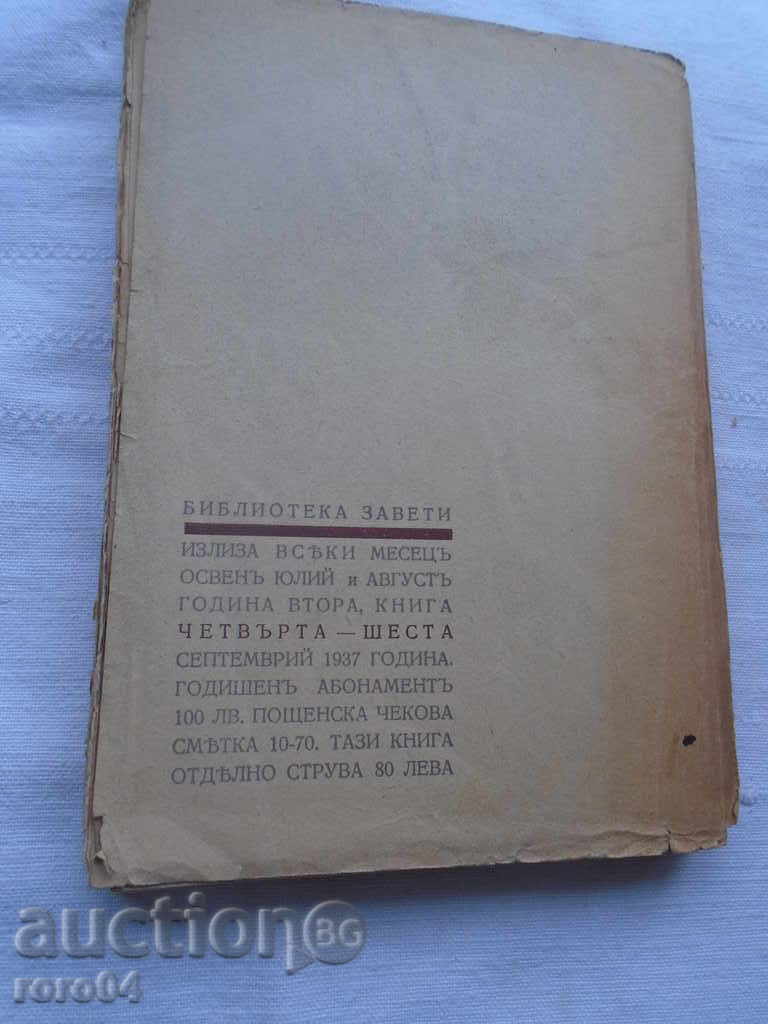 БИБЛИОТЕКА ЗАВЕТИ
ИЗЛИЗА ВСѢКИ МЕСЕЦЪ
ОСВЕНЪ ЮЛИЙ и АВГУСТЪ
ГОДИНА ВТОРА, КНИГА
ЧЕТВЪРТА — ШЕСТА
СЕПТЕМВРИЙ 1937 ГОДИНА.
ГОДИШЕНЪ АБОНАМЕНТЪ
100 ЛВ. ПОЩЕНСКА ЧЕКОВА
СМѢТКА 10-70. ТАЗИ КНИГА
ОТДѢЛНО СТРУВА 80 ЛЕВА
auction BG
roro04